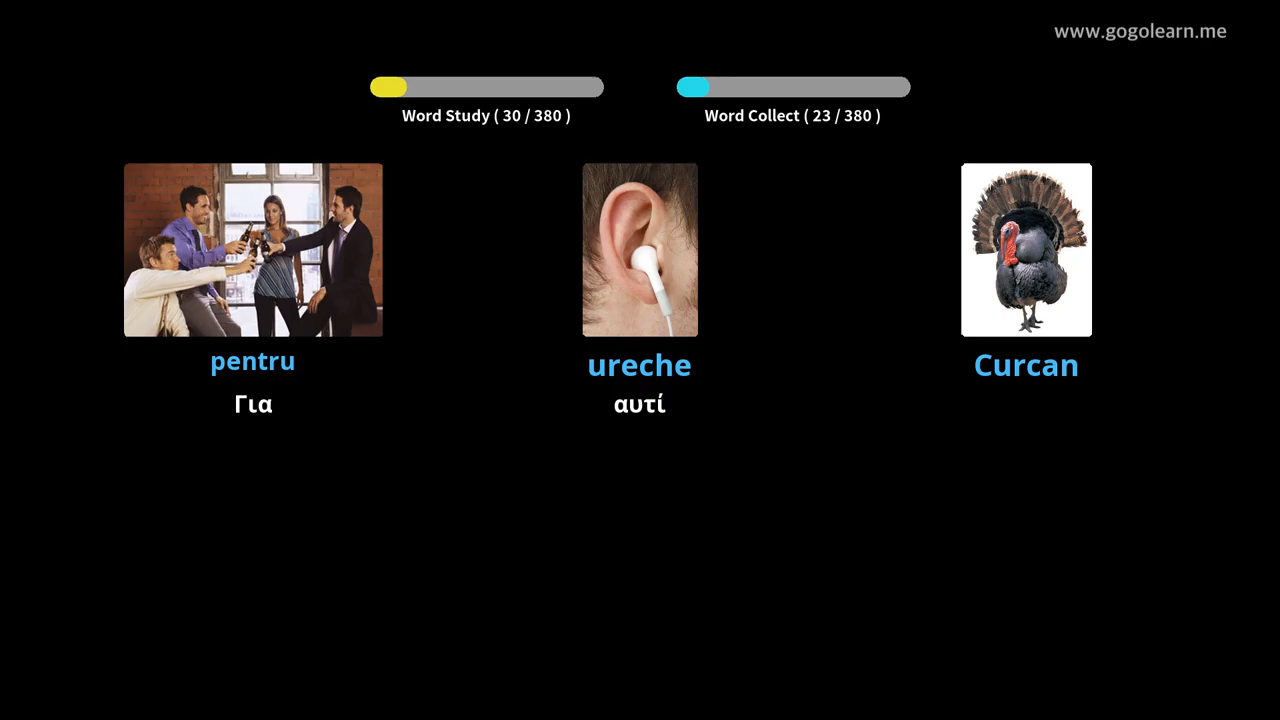 www.gogolearn.me
Word Study ( 30 / 380 )
Word Collect ( 23 / 380 )
pentru
ureche
Curcan
Για
αυτί